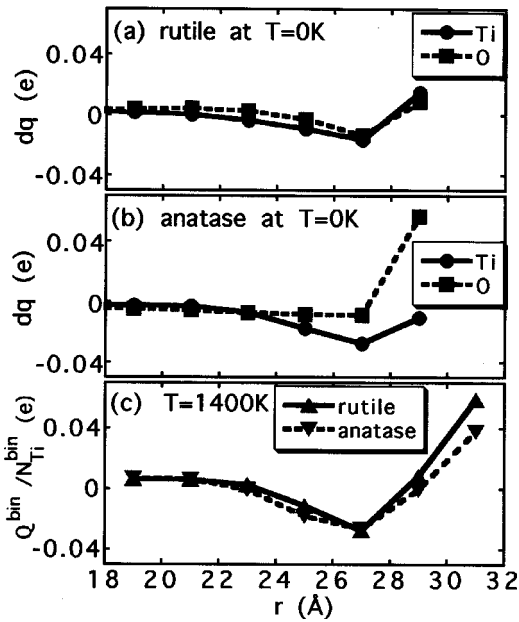 (a) rutile at T=0K
Ti
O
dq (e)
0.04
0
-0.04
(b) anatase at T=0K
Ti
O
dq (e)
0.04
0
-0.04
(c) T=1400K
rutile
anatase
Q^bin/N_Ti^bin (e)
0.04
0
-0.04
18 20 22 24 26 28 30 32
r (Å)